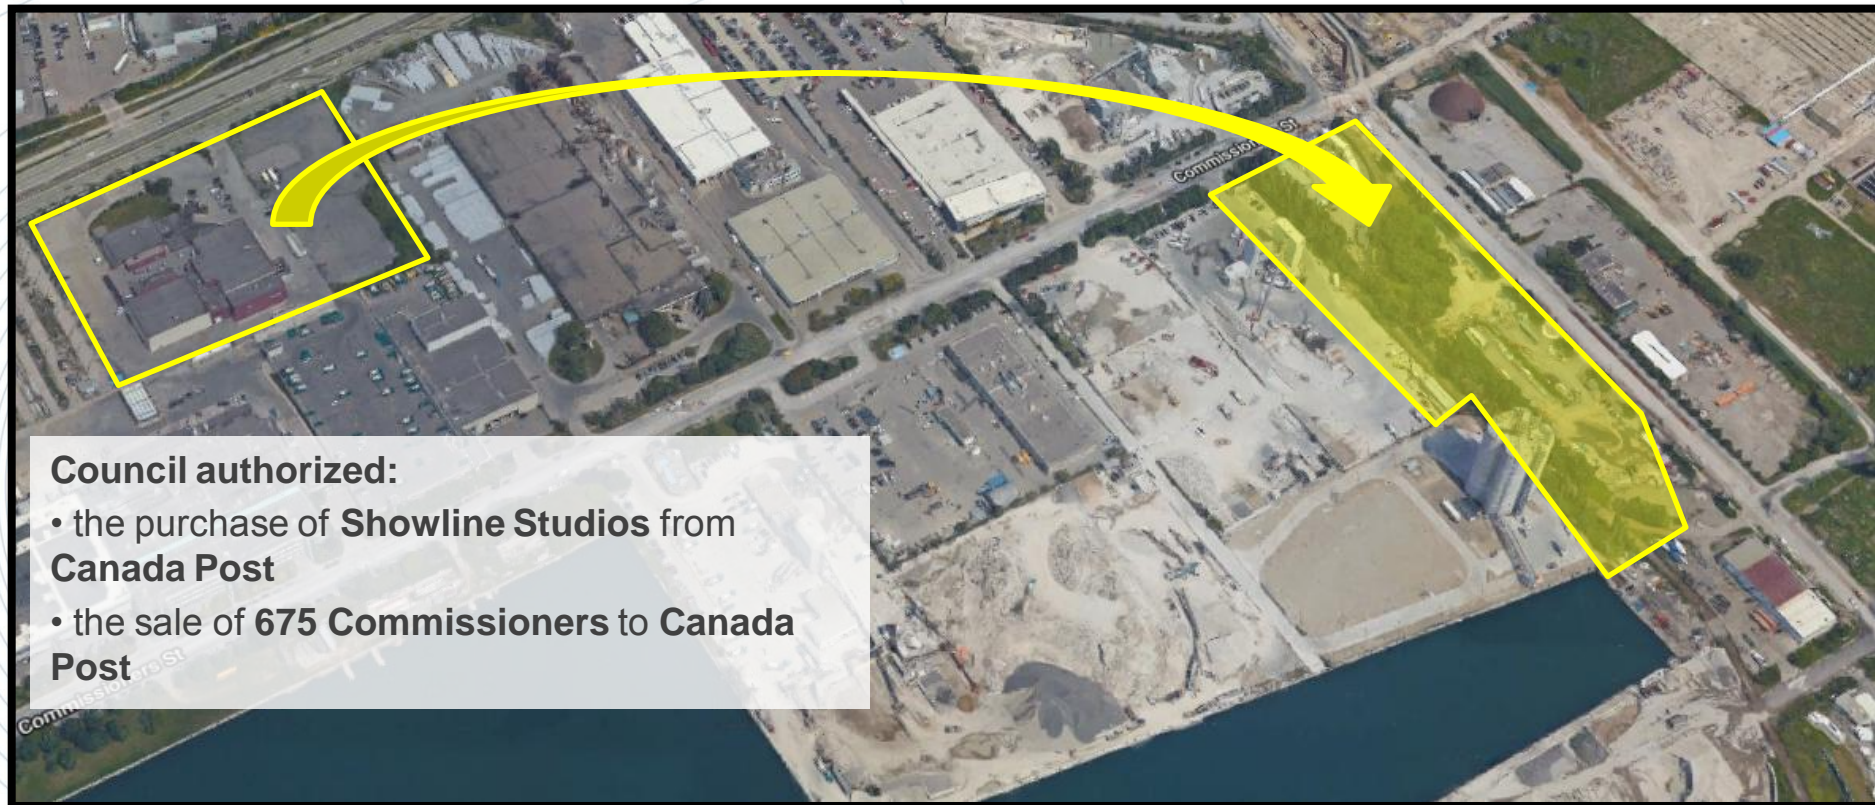 Commissioners St
Council authorized:
• the purchase of Showline Studios from
Canada Post
• the sale of 675 Commissioners to Canada
Post
Commissioners St